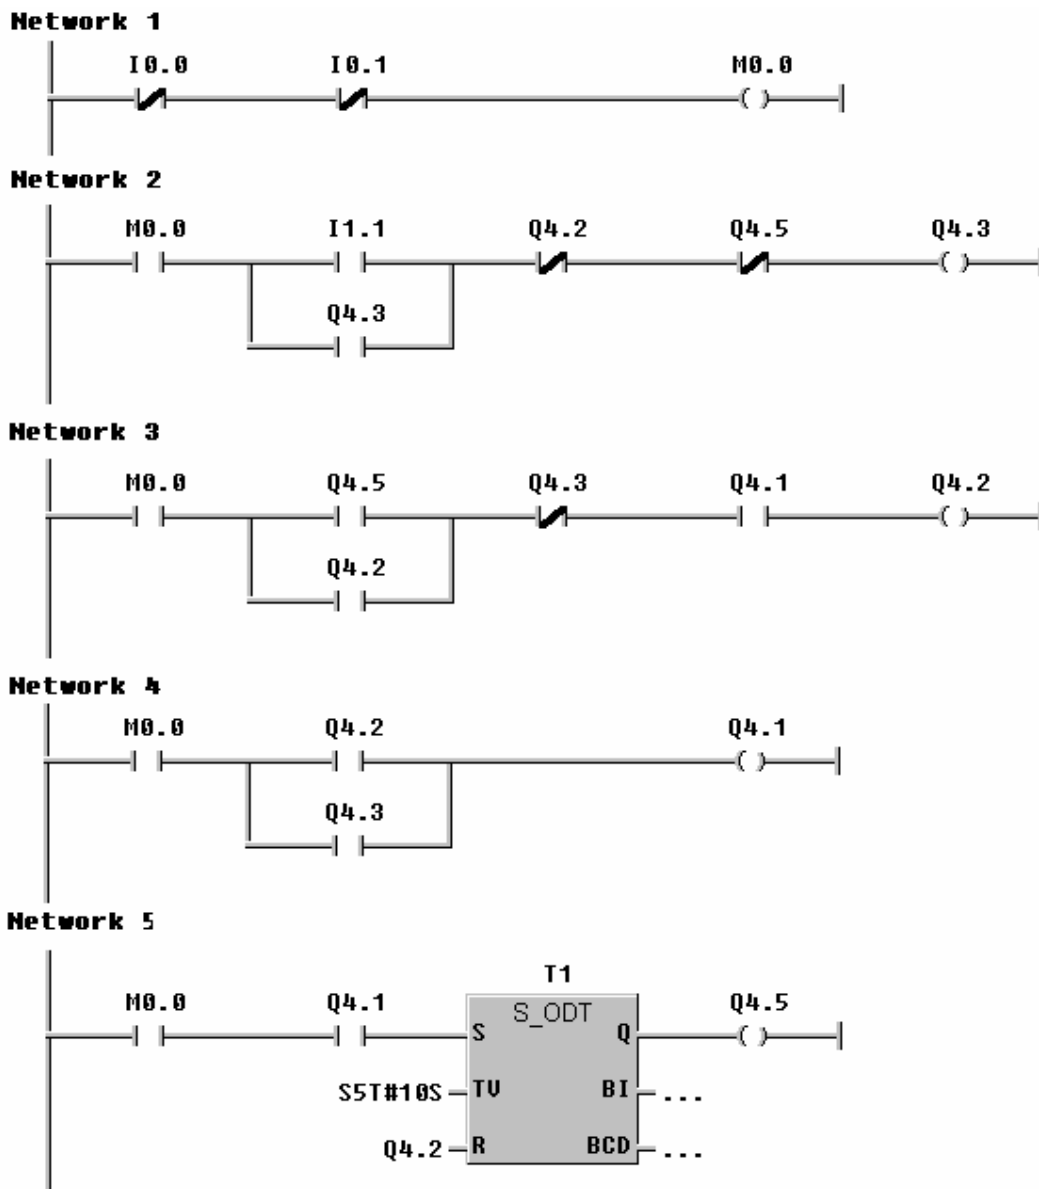 Network 1
I0.0 I0.1 M0.0
( )
Network 2
M0.0 I1.1 Q4.2 Q4.5 Q4.3
( )
Q4.3
Network 3
M0.0 Q4.5 Q4.3 Q4.1 Q4.2
( )
Q4.2
Network 4
M0.0 Q4.2 Q4.1
( )
Q4.3
Network 5
T1
M0.0 Q4.1 S_ODT Q4.5
S Q ( )
S5T#10S TV BI ...
Q4.2 R BCD ...